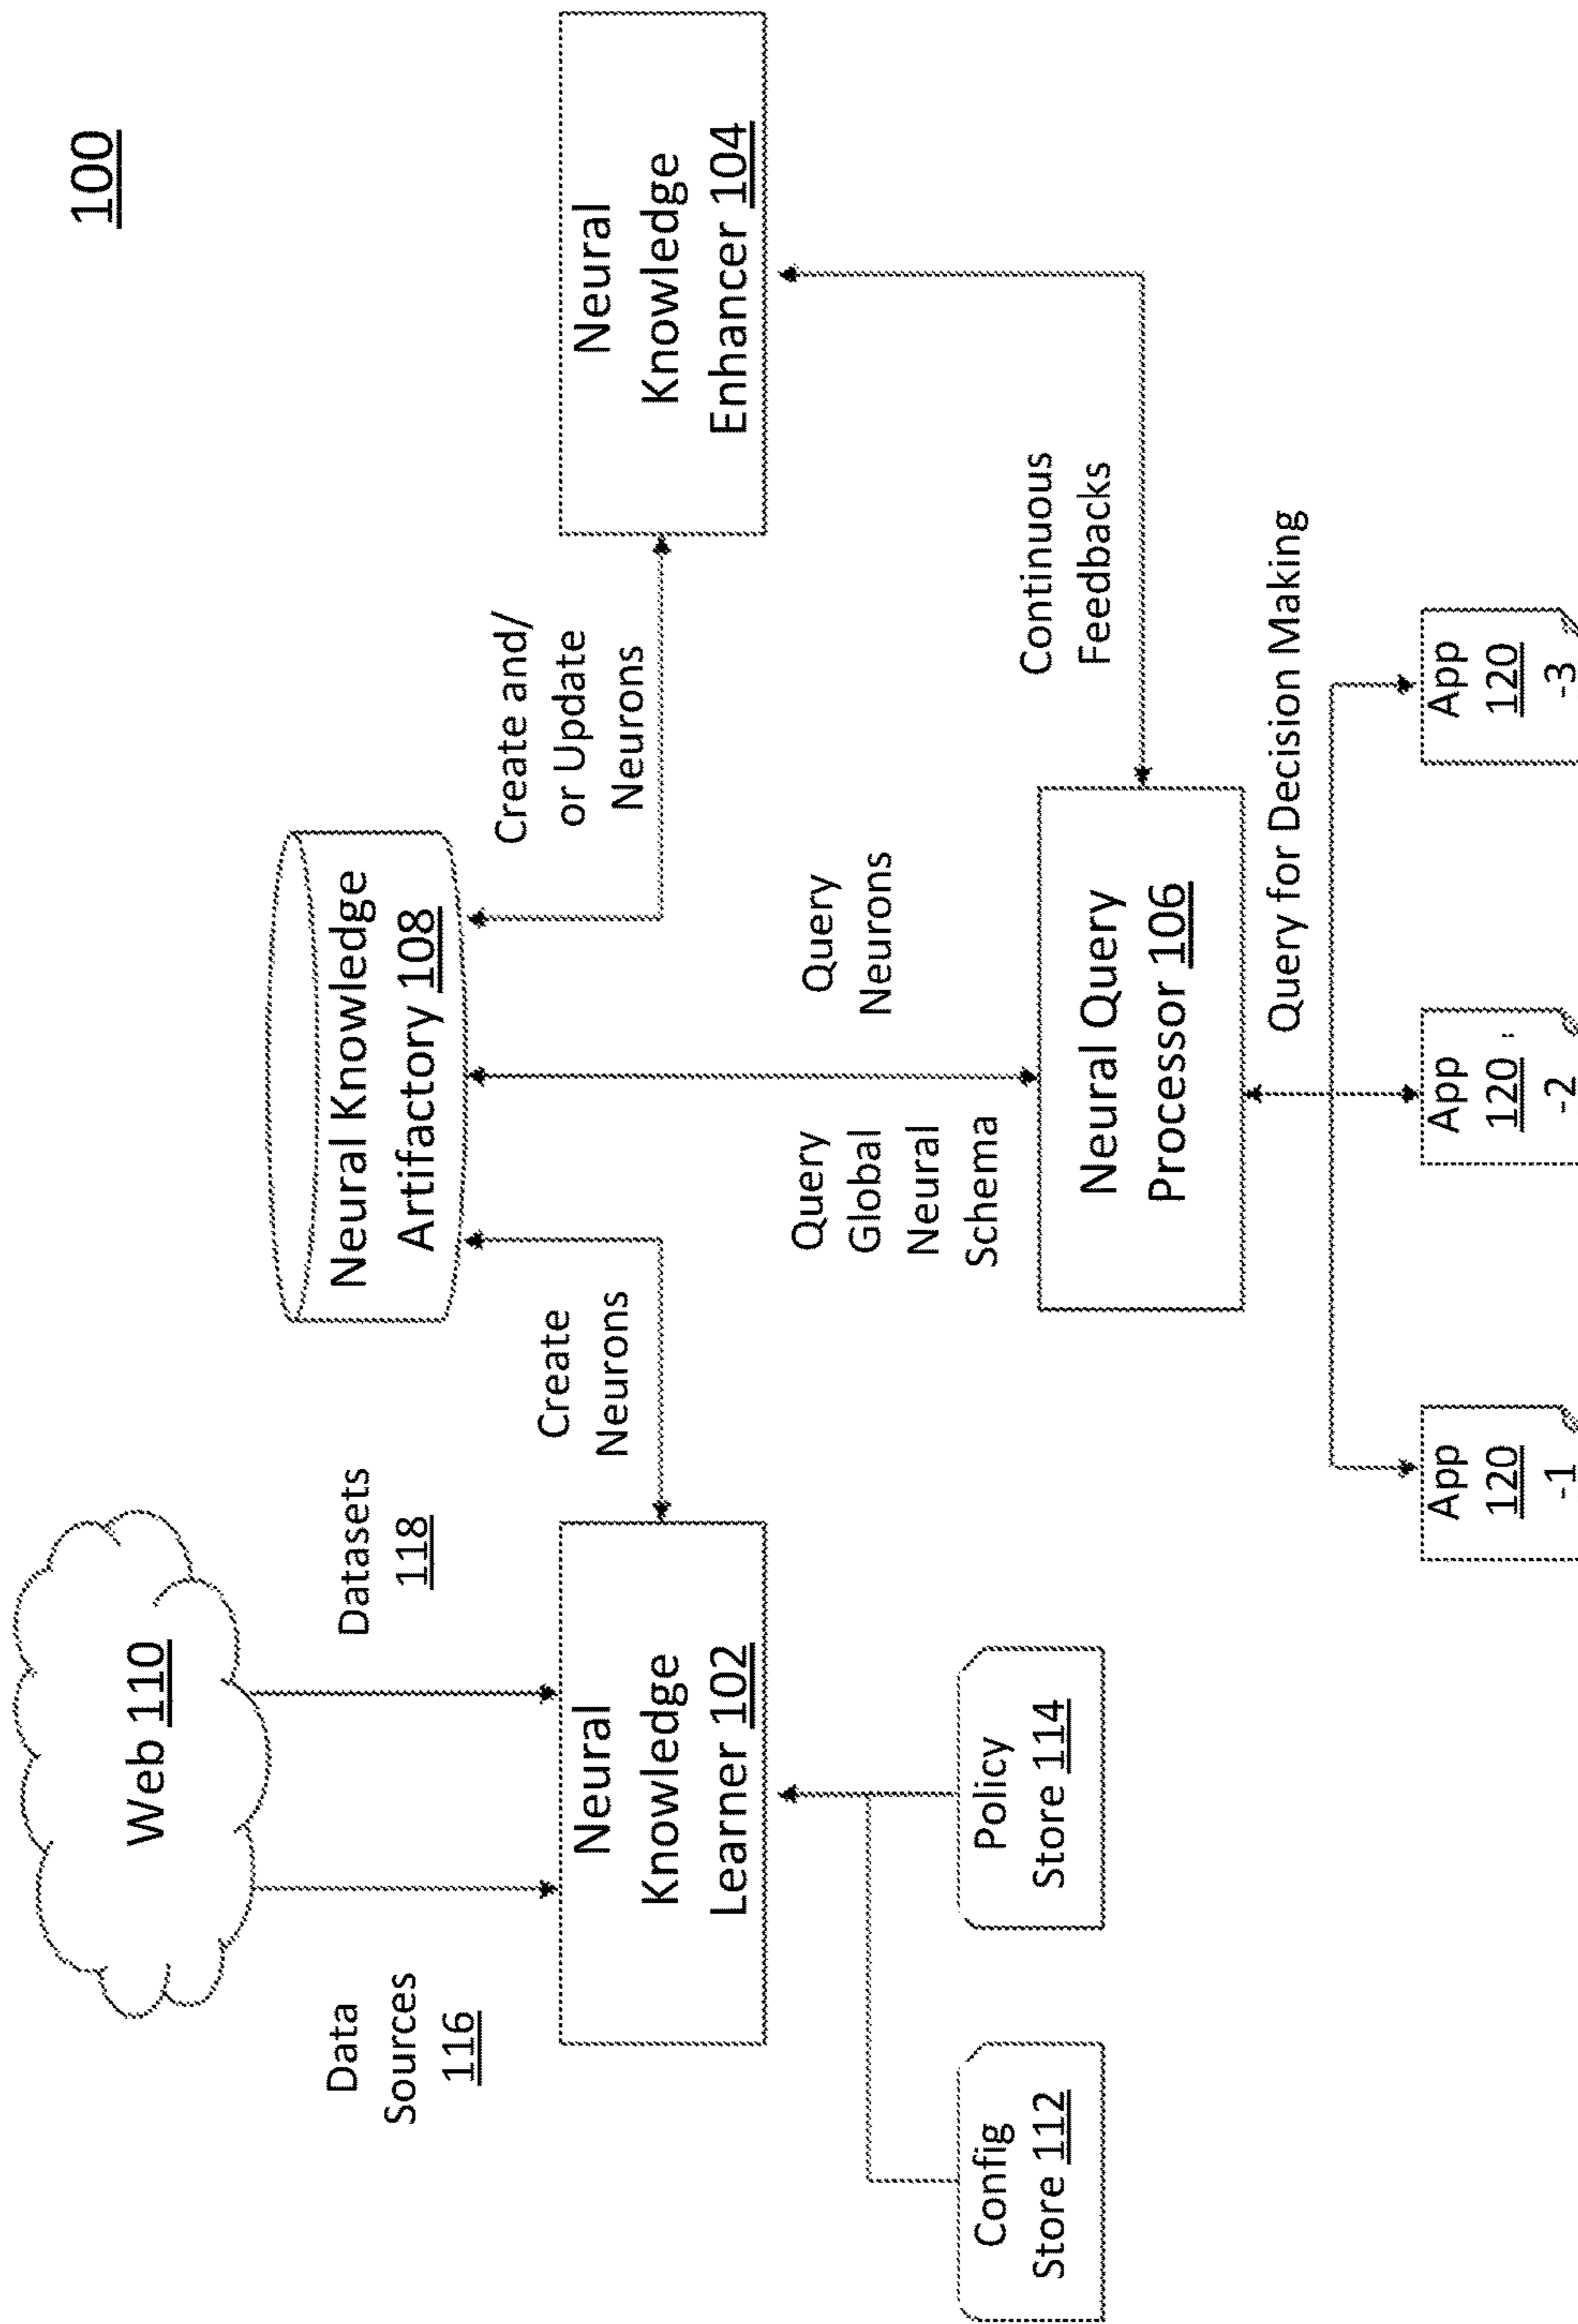 100
Web 110
Data
Sources
116
Datasets
118
Neural
Knowledge
Learner 102
Config
Store 112
Policy
Store 114
Create
Neurons
Neural Knowledge
Artifactory 108
Create and/
or Update
Neurons
Neural
Knowledge
Enhancer 104
Query
Global
Neural
Schema
Query
Neurons
Continuous
Feedbacks
Neural Query
Processor 106
Query for Decision Making
App
120
-1
App
120
-2
App
120
-3